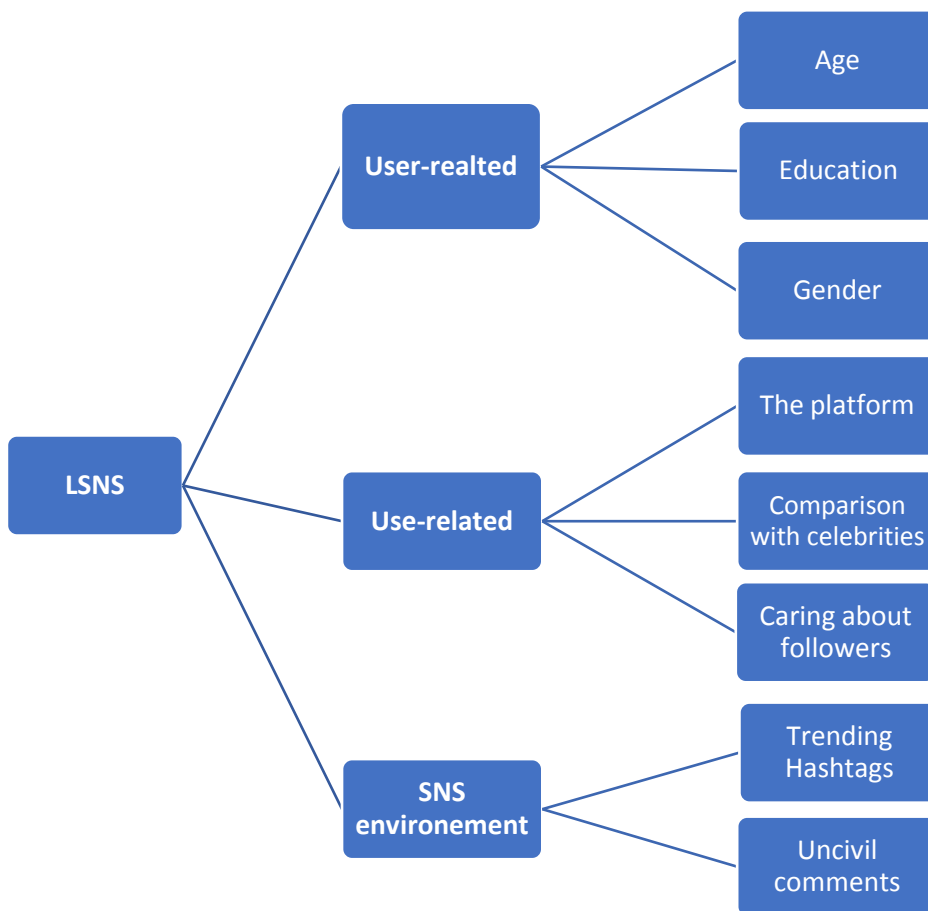 Age
User-realted
Education
Gender
The platform
LSNS
Use-related
Comparison
with celebrities
Caring about
followers
Trending
Hashtags
SNS
environement
Uncivil
comments